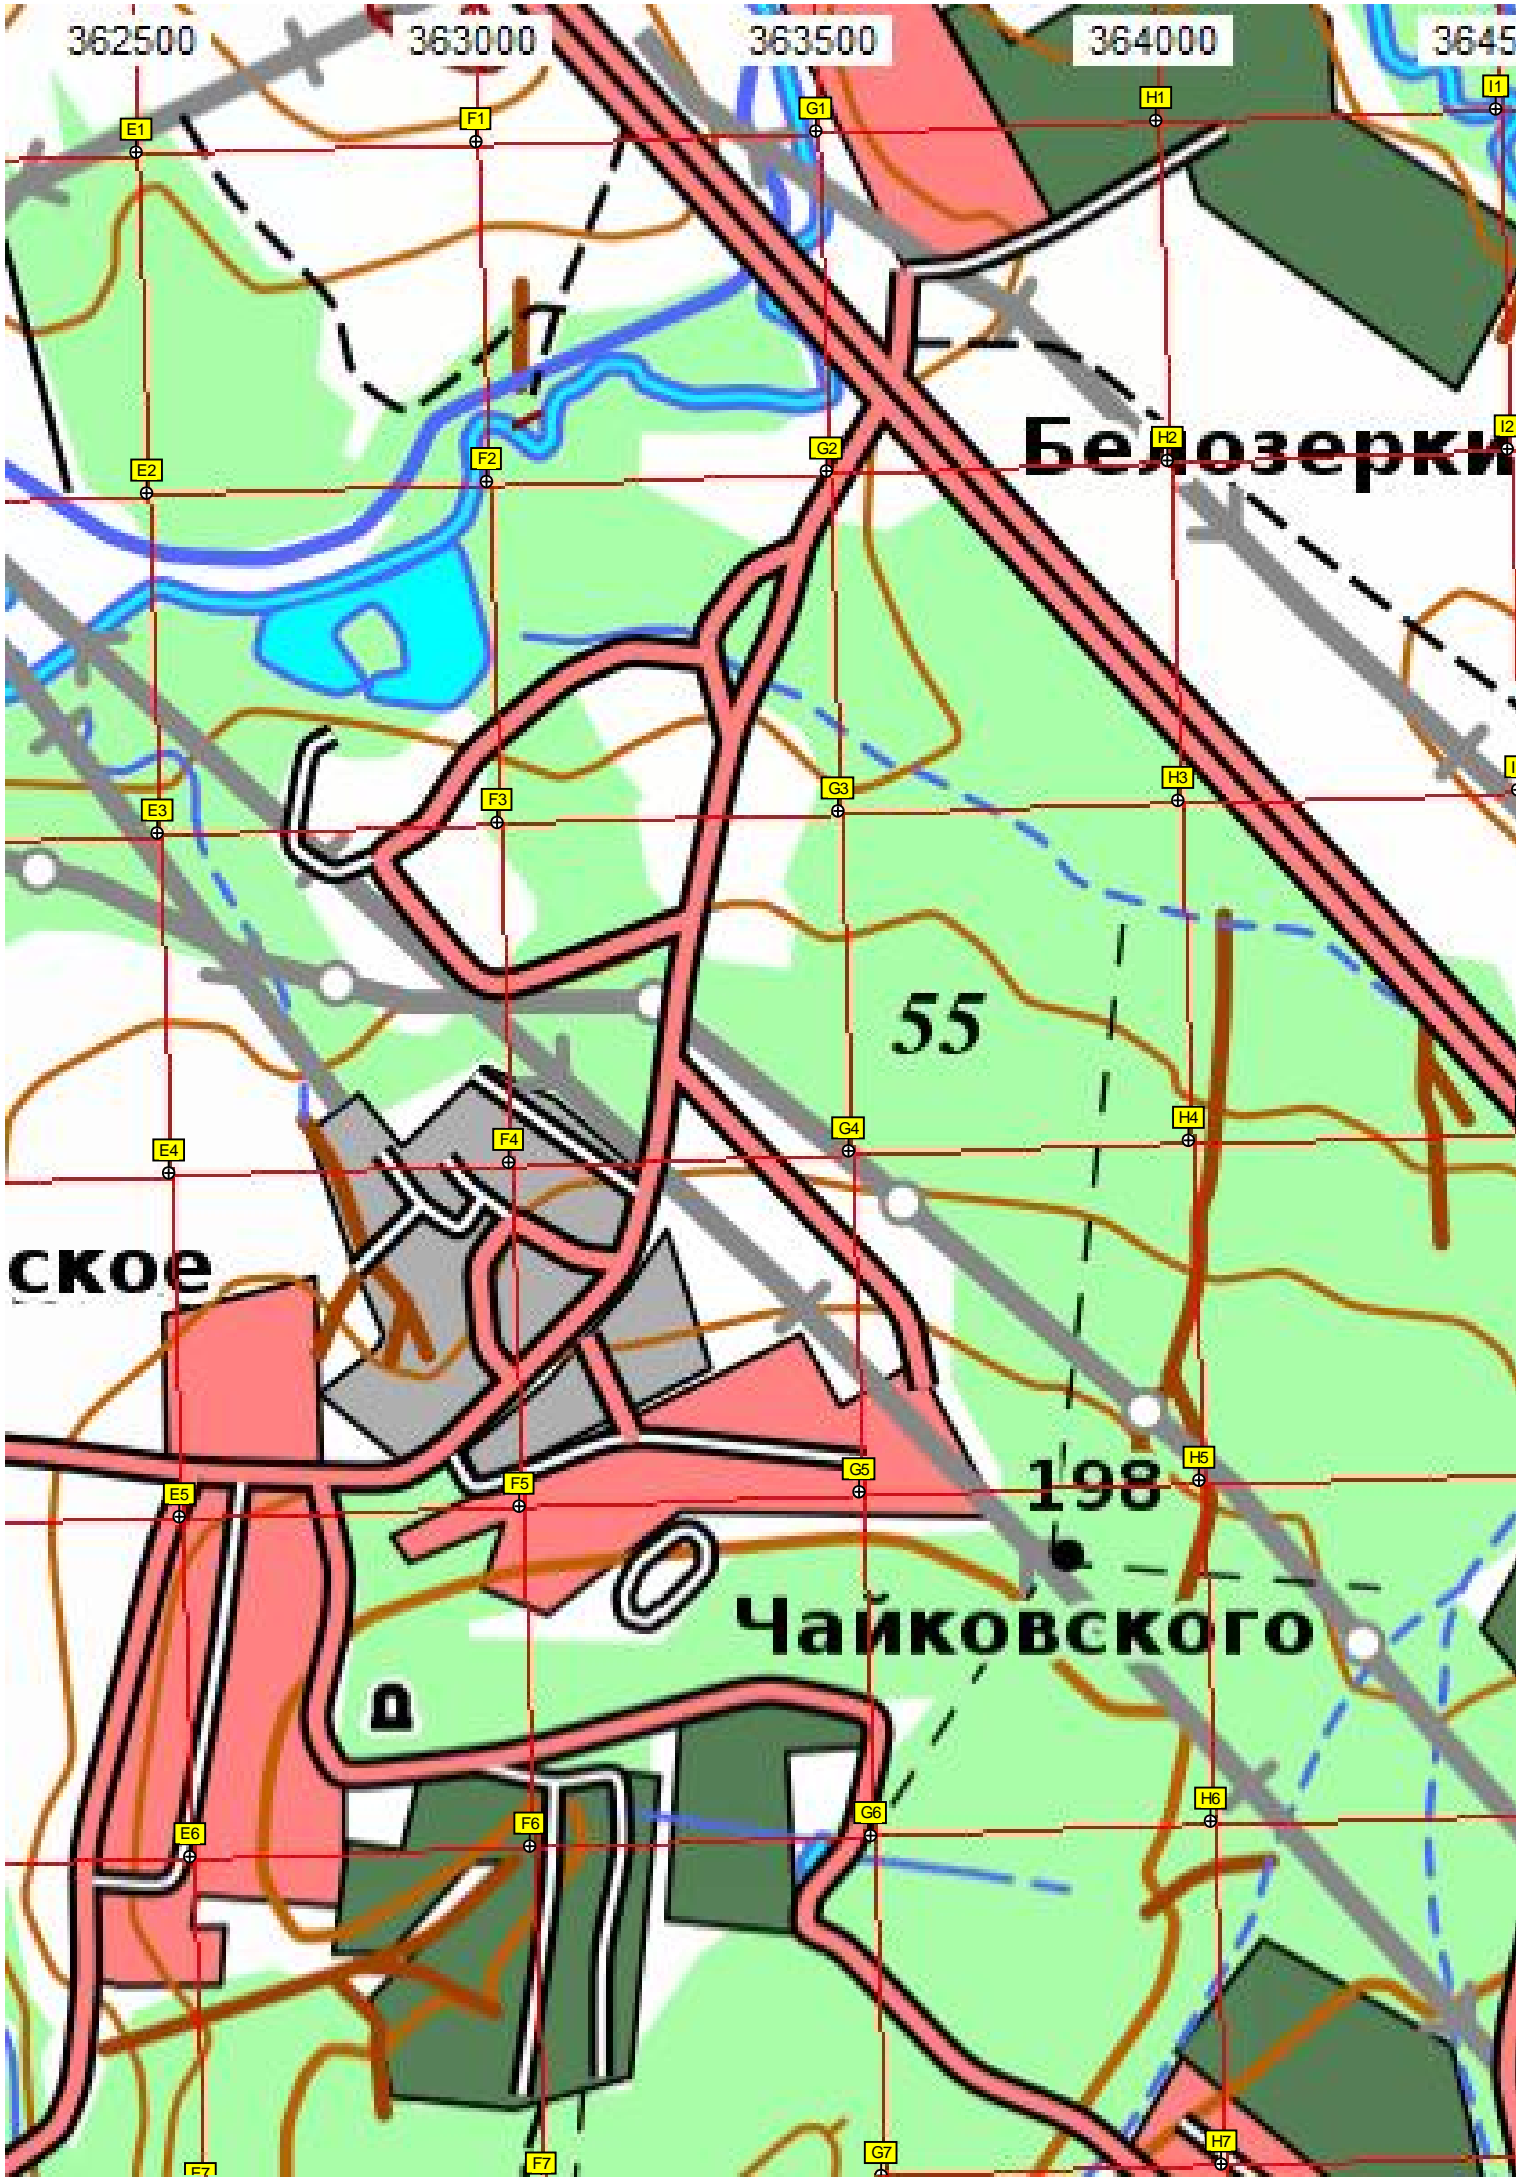 362500 363000 363500 364000 3645
E1 F1 G1 H1 I1
E2 F2 G2 H2 I2
Белозерки
E3 F3 G3 H3 I
55
E4 F4 G4 H4
ское
E5 F5 G5 H5
198
Чайковского
П
E6 F6 G6 H6
E7 F7 G7 H7